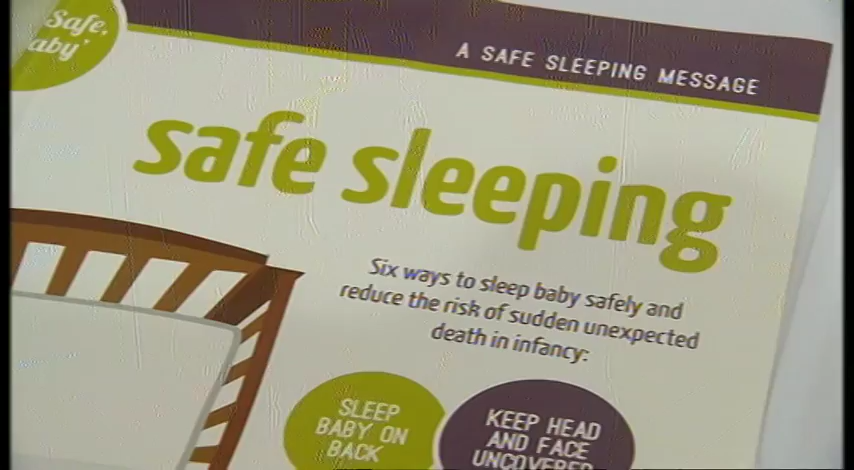 Safe,
aby'
A SAFE SLEEPING MESSAGE
safe sleeping
Six ways to sleep baby safely and
reduce the risk of sudden unexpected
death in infancy:
SLEEP
BABY ON
BACK
KEEP HEAD
AND FACE
UNCOVERED